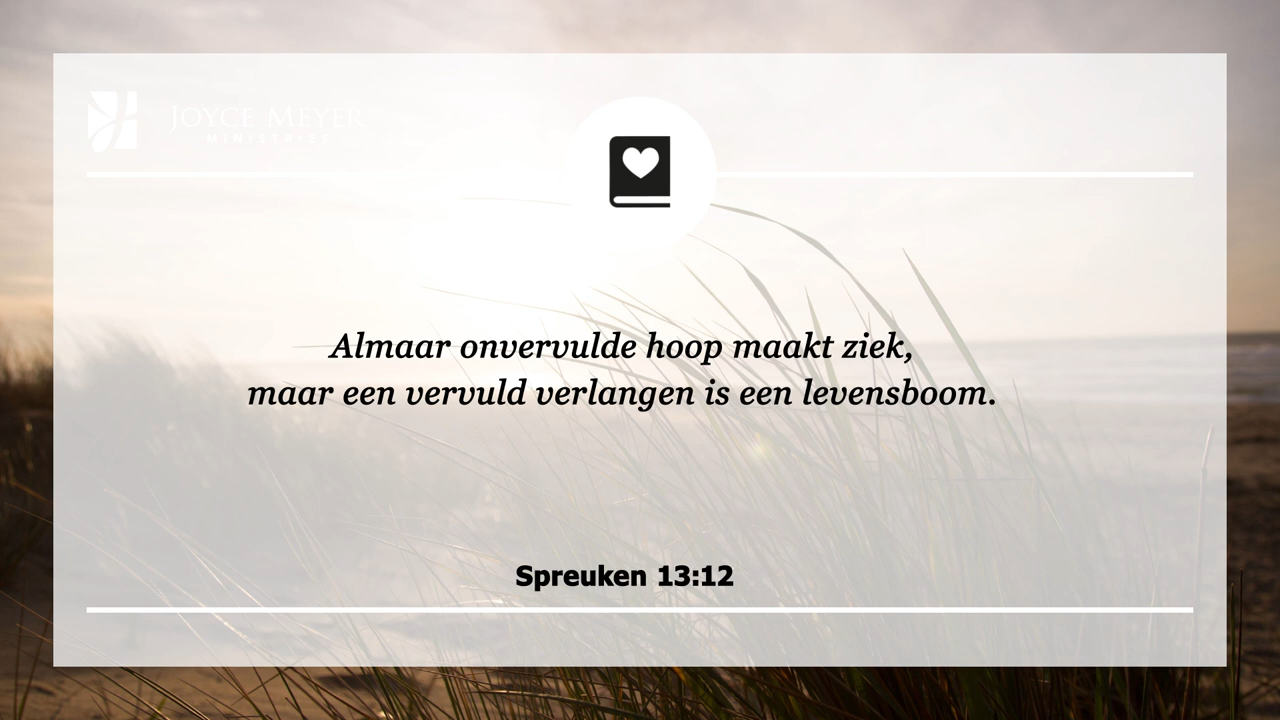 JOYCE MEYER
MINISTRIES
Almaar onvervulde hoop maakt ziek,
maar een vervuld verlangen is een levensboom.
Spreuken 13:12